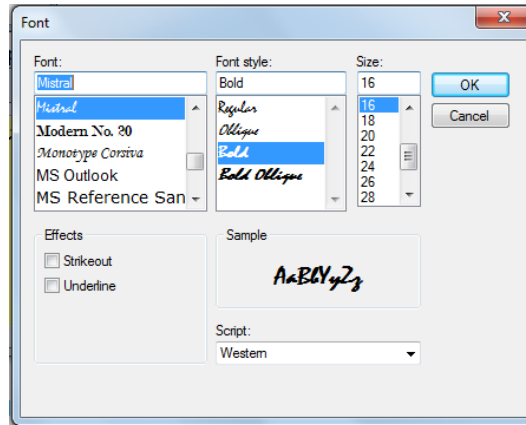 Font
Font:
Mistral
Mistral
Modern No. 20
Monotype Corsiva
MS Outlook
MS Reference San
Font style:
Bold
Regular
Oblique
Bold
Bold Oblique
Size:
16
16
18
20
22
24
26
28
OK
Cancel
Effects
Strikeout
Underline
Sample
AaBbYyZz
Script:
Western